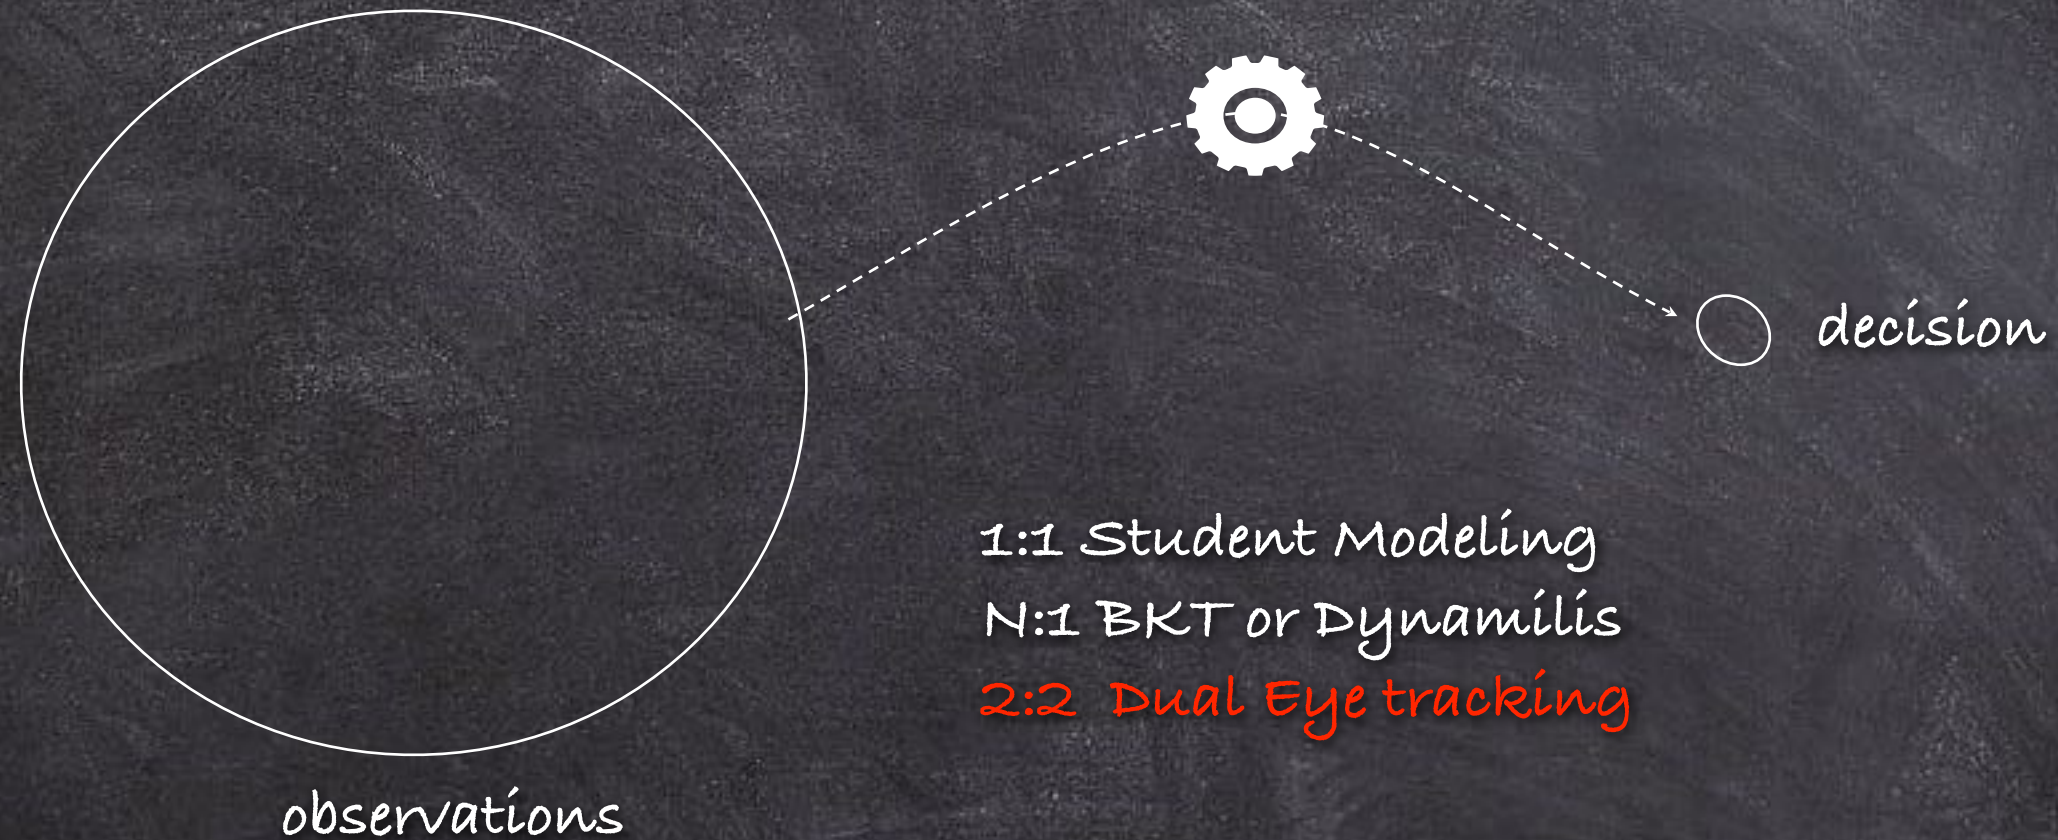 decision
1:1 Student Modeling
N:1 BKT or Dynamilis
2:2 Dual Eye tracking
observations